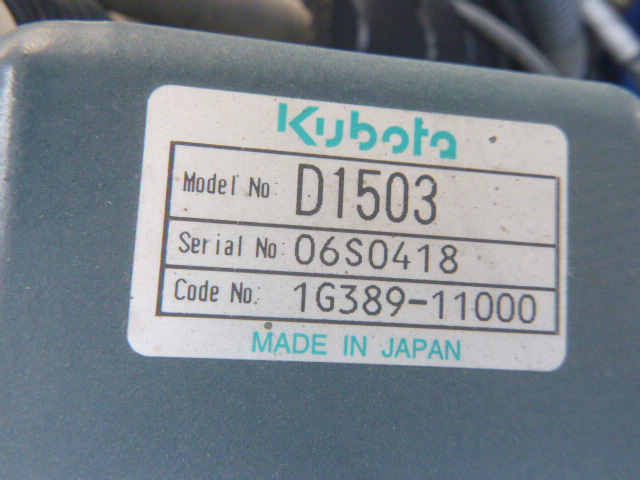 Kubota
Model No: D1503
Serial No: 06S0418
Code No. 1G389-11000
MADE IN JAPAN